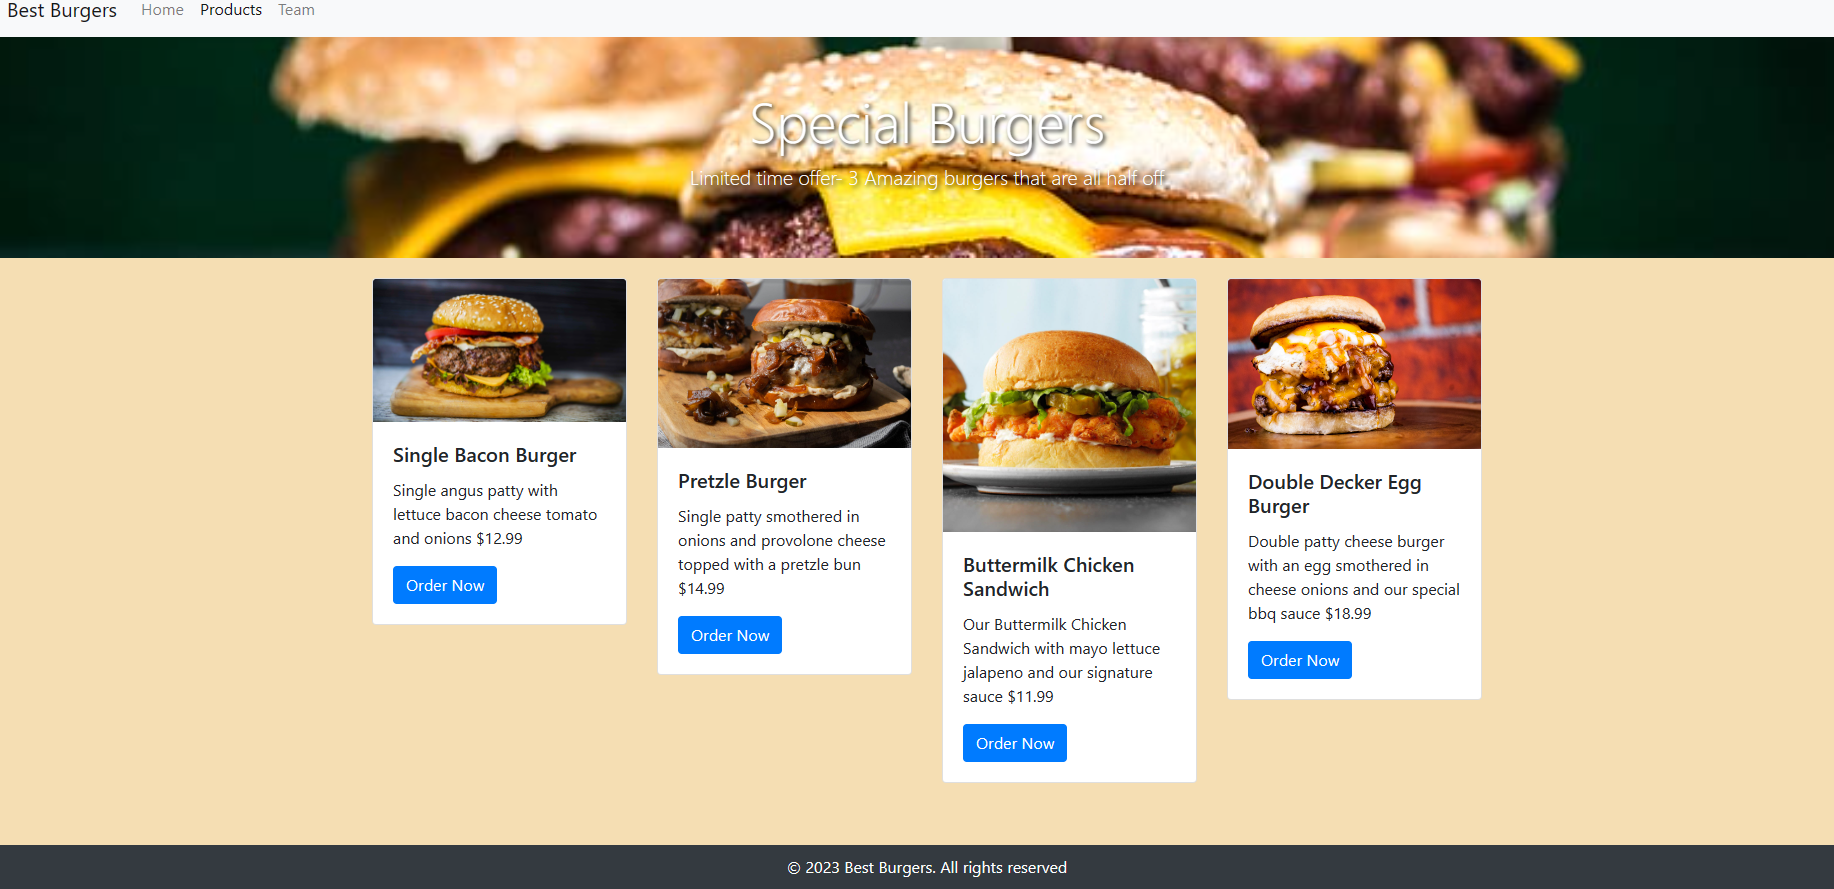 Best Burgers Home Products Team
Special Burgers
Limited time offer- 3 Amazing burgers that are all half off.
Single Bacon Burger
Single angus patty with
lettuce bacon cheese tomato
and onions $12.99
Order Now
Pretzle Burger
Single patty smothered in
onions and provolone cheese
topped with a pretzle bun
$14.99
Order Now
Buttermilk Chicken
Sandwich
Our Buttermilk Chicken
Sandwich with mayo lettuce
jalapeno and our signature
sauce $11.99
Order Now
Double Decker Egg
Burger
Double patty cheese burger
with an egg smothered in
cheese onions and our special
bbq sauce $18.99
Order Now
© 2023 Best Burgers. All rights reserved